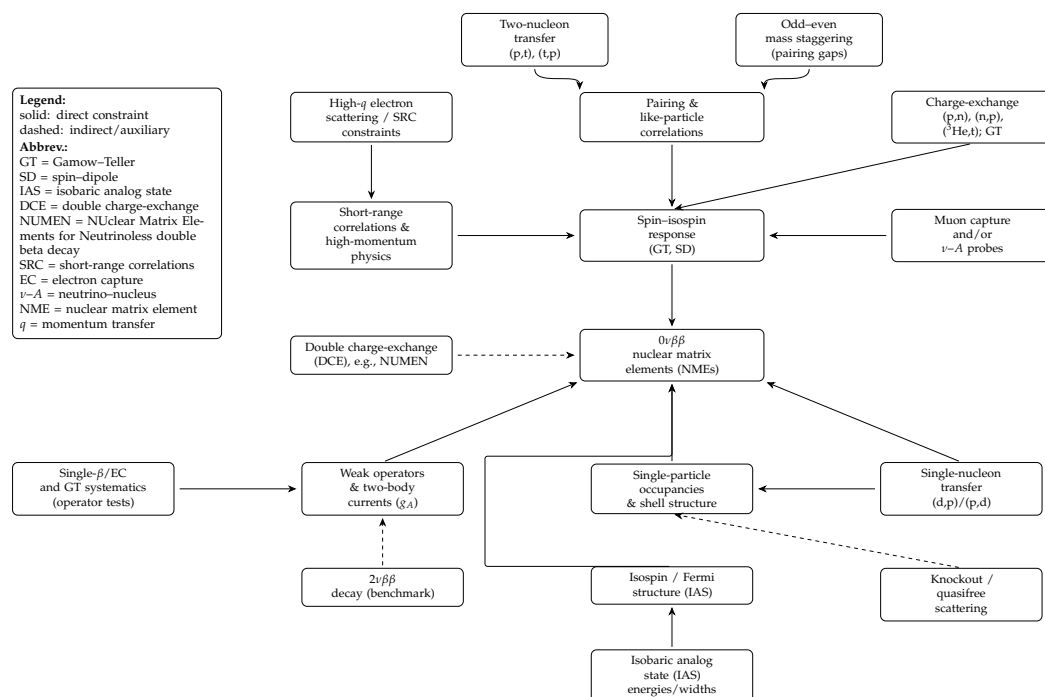 Two-nucleon
transfer
(p,t), (t,p)
Odd–even
mass staggering
(pairing gaps)
Legend:
solid: direct constraint
dashed: indirect/auxiliary
Abbrev.:
GT = Gamow–Teller
SD = spin–dipole
IAS = isobaric analog state
DCE = double charge-exchange
NUMEN = NUclear Matrix Ele-
ments for Neutrinoless double
beta decay
SRC = short-range correlations
EC = electron capture
ν–A = neutrino–nucleus
NME = nuclear matrix element
q = momentum transfer
High-q electron
scattering / SRC
constraints
Pairing &
like-particle
correlations
Charge-exchange
(p,n), (n,p),
(³He,t); GT
Short-range
correlations &
high-momentum
physics
Spin–isospin
response
(GT, SD)
Muon capture
and/or
ν–A probes
Double charge-exchange
(DCE), e.g., NUMEN
0νββ
nuclear matrix
elements (NMEs)
Single-β/EC
and GT systematics
(operator tests)
Weak operators
& two-body
currents (g_A)
Single-particle
occupancies
& shell structure
Single-nucleon
transfer
(d,p)/(p,d)
2νββ
decay (benchmark)
Isospin / Fermi
structure (IAS)
Knockout /
quasifree
scattering
Isobaric analog
state (IAS)
energies/widths